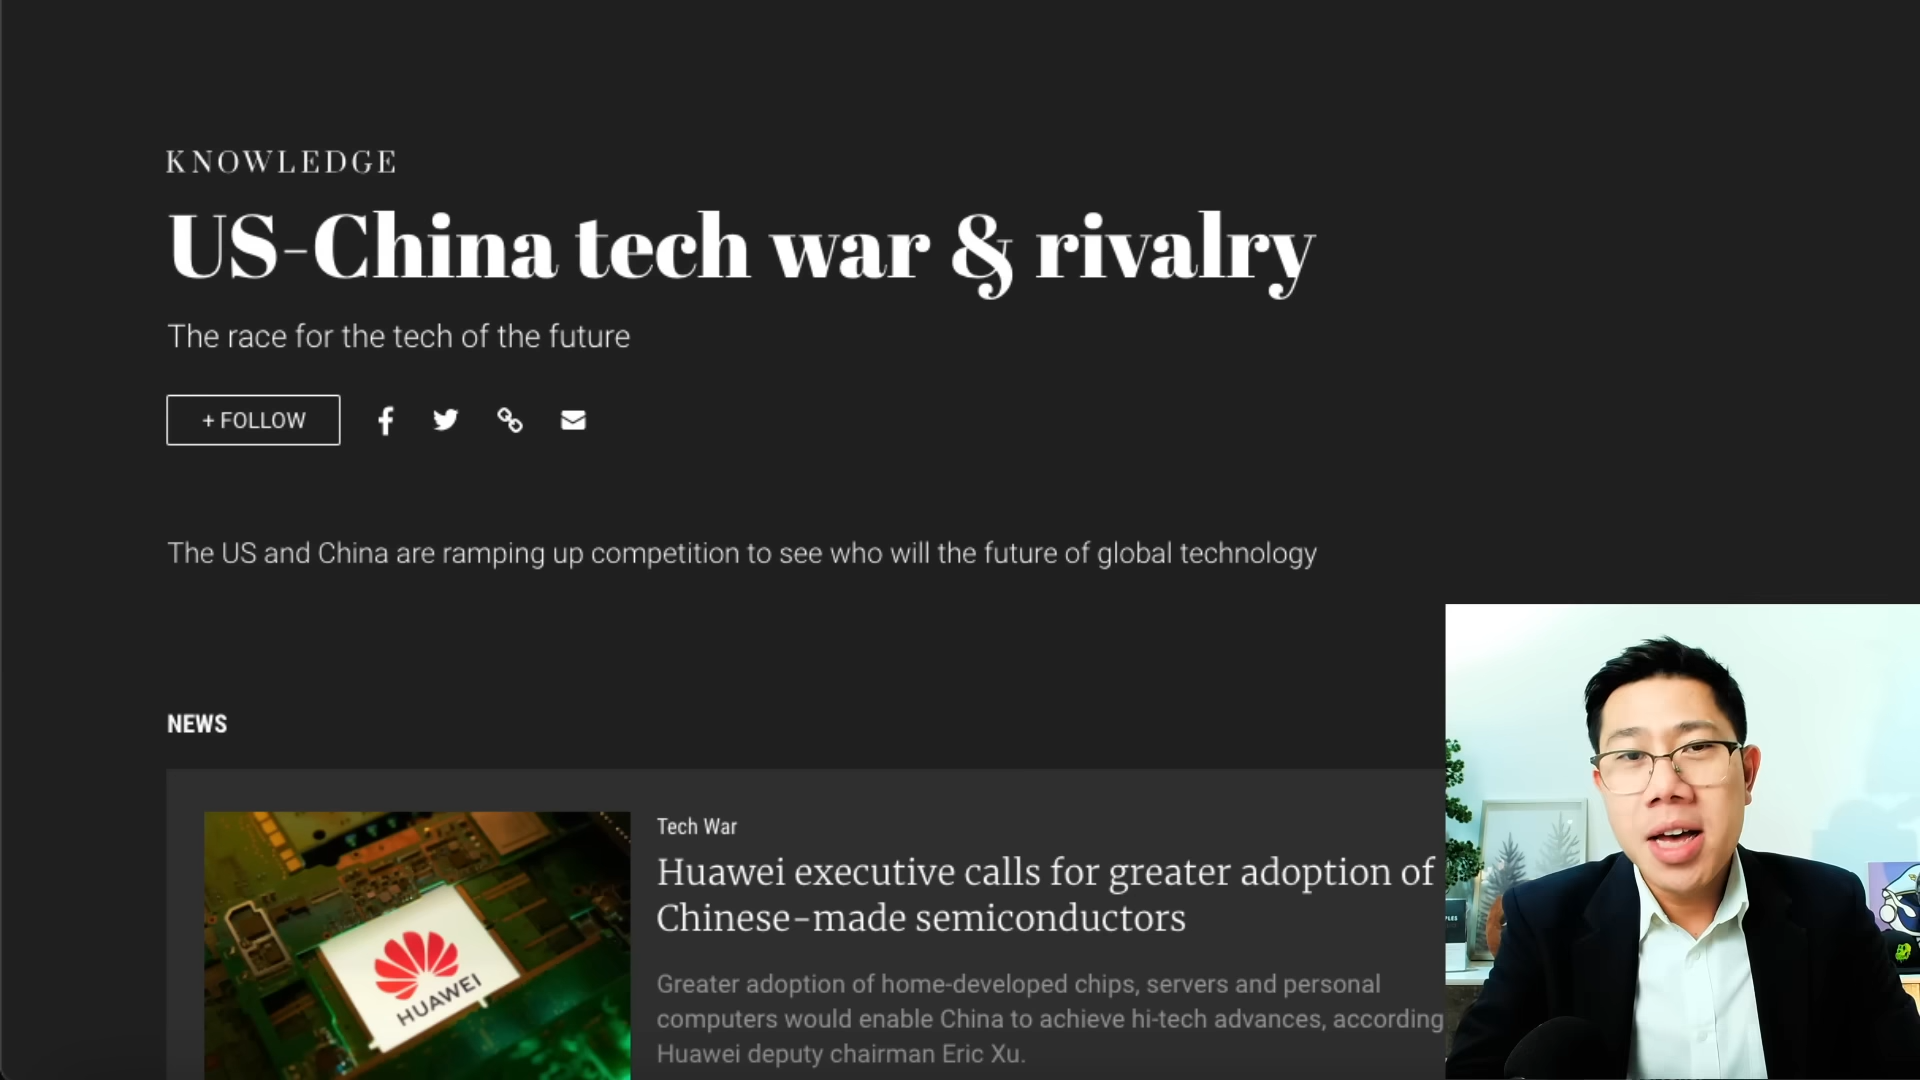 KNOWLEDGE
US-China tech war & rivalry
The race for the tech of the future
+ FOLLOW
The US and China are ramping up competition to see who will the future of global technology
NEWS
Tech War
Huawei executive calls for greater adoption of
Chinese-made semiconductors
Greater adoption of home-developed chips, servers and personal
computers would enable China to achieve hi-tech advances, according
Huawei deputy chairman Eric Xu.
HUAWEI